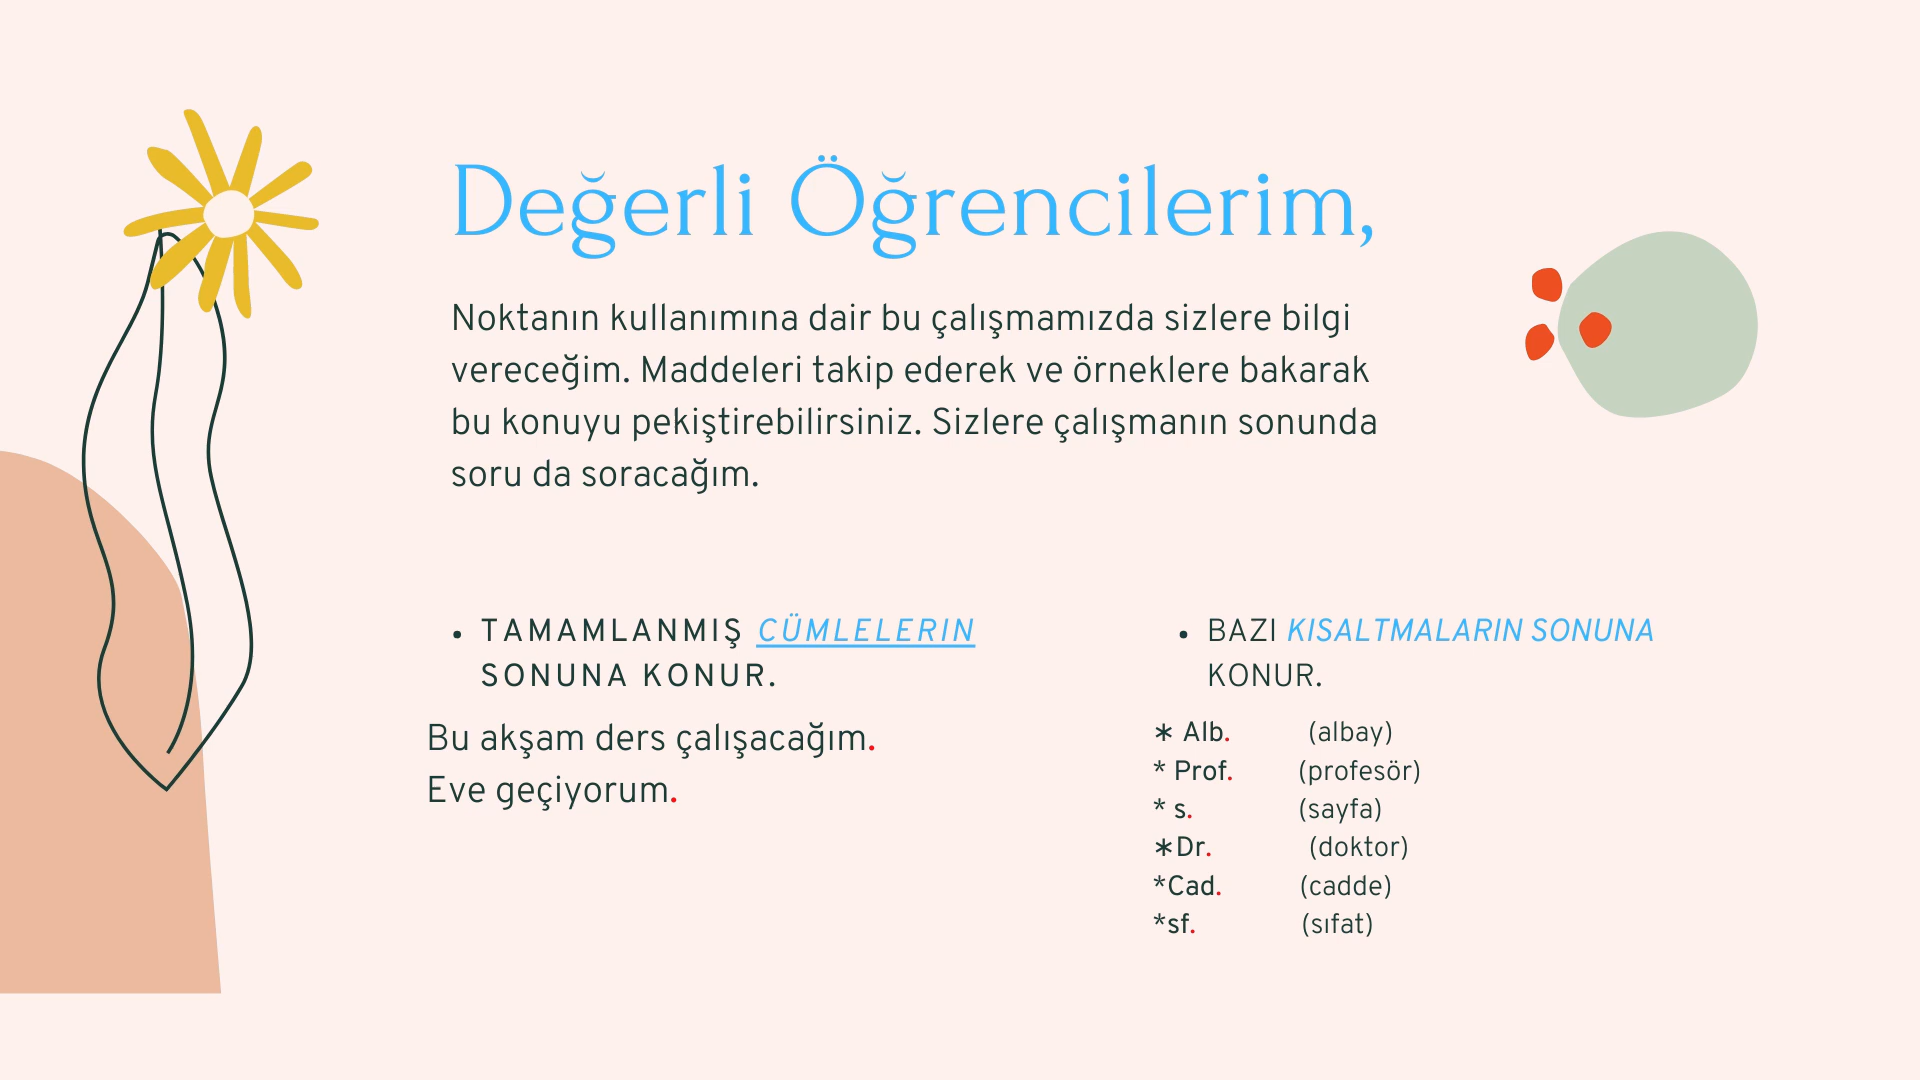 Değerli Öğrencilerim,
Noktanın kullanımına dair bu çalışmamızda sizlere bilgi
vereceğim. Maddeleri takip ederek ve örneklere bakarak
bu konuyu pekiştirebilirsiniz. Sizlere çalışmanın sonunda
soru da soracağım.
• TAMAMLANMIŞ CÜMLELERIN
SONUNA KONUR.
Bu akşam ders çalışacağım.
Eve geçiyorum.
• BAZI KISALTMALARIN SONUNA
KONUR.
* Alb. (albay)
* Prof. (profesör)
* s. (sayfa)
*Dr. (doktor)
*Cad. (cadde)
*sf. (sıfat)